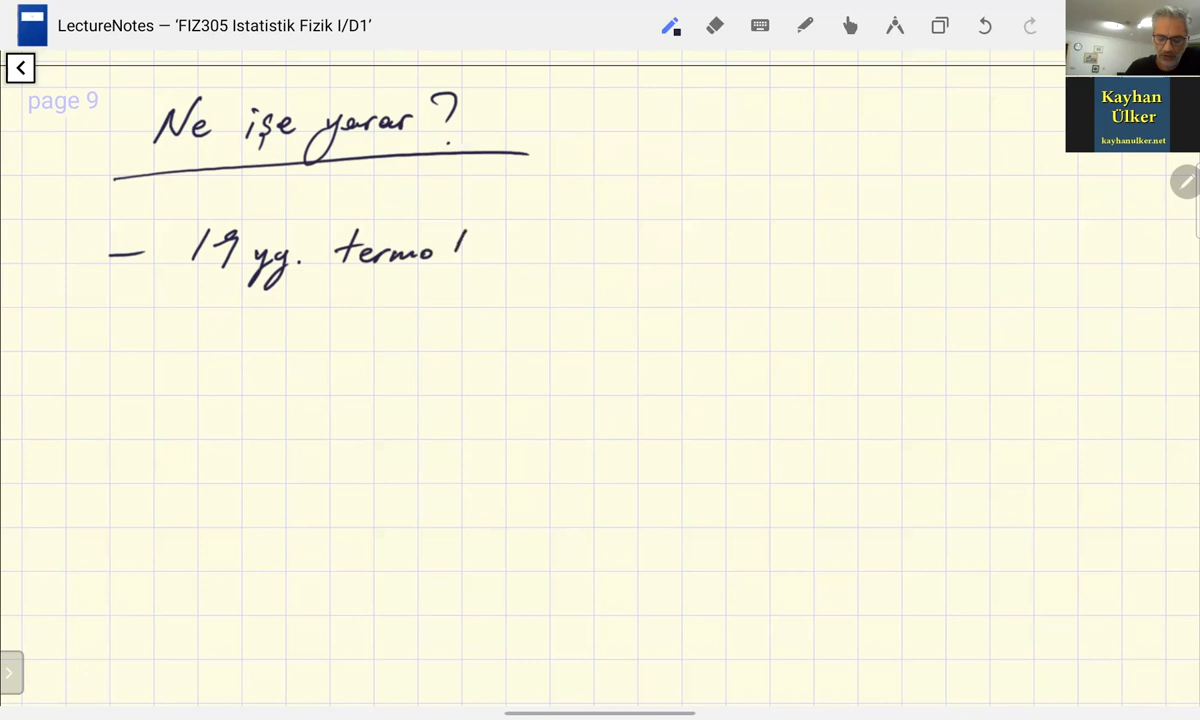 LectureNotes — ‘FIZ305 Istatistik Fizik I/D1’
page 9
Ne işe yarar?
Kayhan
Ülker
kayhanulker.net
— 19 yy. termo